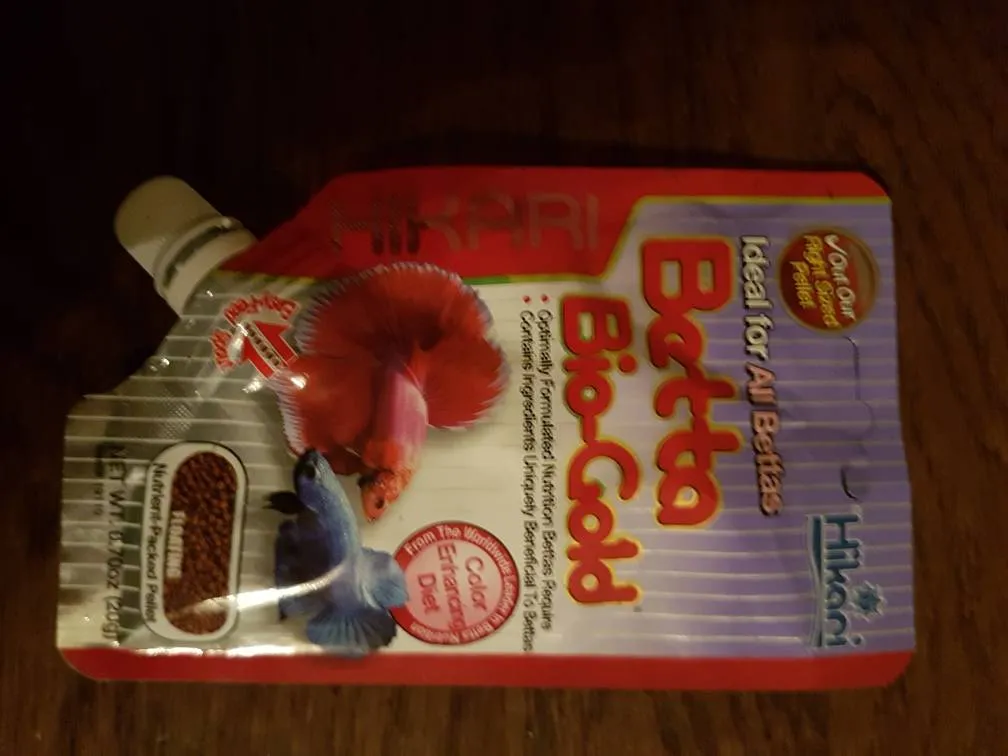 Hikari
Ideal for All Bettas
Betta
Bio-Gold
• Optimally Formulated Nutrition Bettas Require
• Contains Ingredients Uniquely Beneficial To Bettas
HIKARI
From The Worldwide Leader In Betta Nutrition
Color
Enhancing
Diet
FLOATING
Nutrient-Packed Pellet
NET WT. 0.70oz (20g)
Right Sized
Pellet